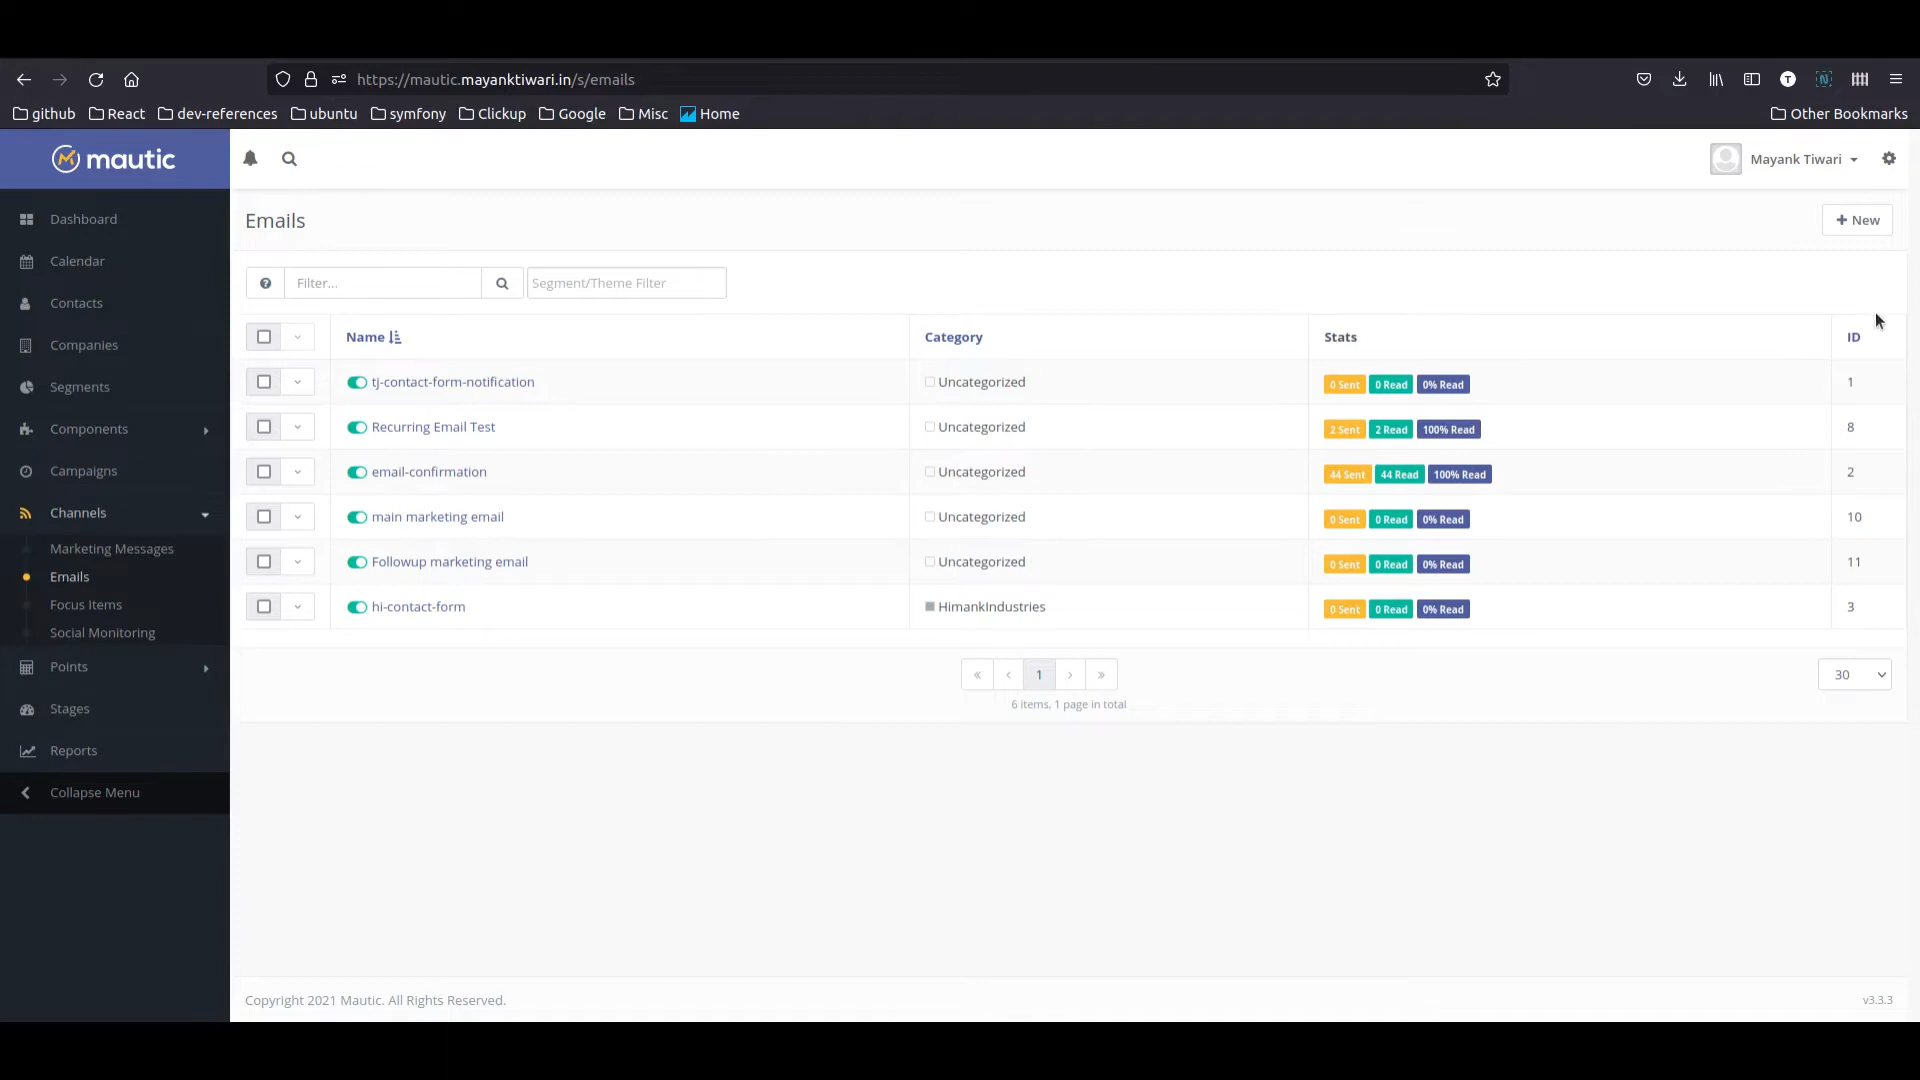 https://mautic.mayanktiwari.in/s/emails
github React dev-references ubuntu symfony Clickup Google Misc Home Other Bookmarks
mautic
Mayank Tiwari
Dashboard
Calendar
Contacts
Companies
Segments
Components
Campaigns
Channels
Marketing Messages
Emails
Focus Items
Social Monitoring
Points
Stages
Reports
Collapse Menu
Emails
+ New
Filter... Segment/Theme Filter
Name Category Stats ID
tj-contact-form-notification Uncategorized 0 Sent 0 Read 0% Read 1
Recurring Email Test Uncategorized 2 Sent 2 Read 100% Read 8
email-confirmation Uncategorized 44 Sent 44 Read 100% Read 2
main marketing email Uncategorized 0 Sent 0 Read 0% Read 10
Followup marketing email Uncategorized 0 Sent 0 Read 0% Read 11
hi-contact-form HimankIndustries 0 Sent 0 Read 0% Read 3
« ‹ 1 › » 30
6 items, 1 page in total
Copyright 2021 Mautic. All Rights Reserved. v3.3.3